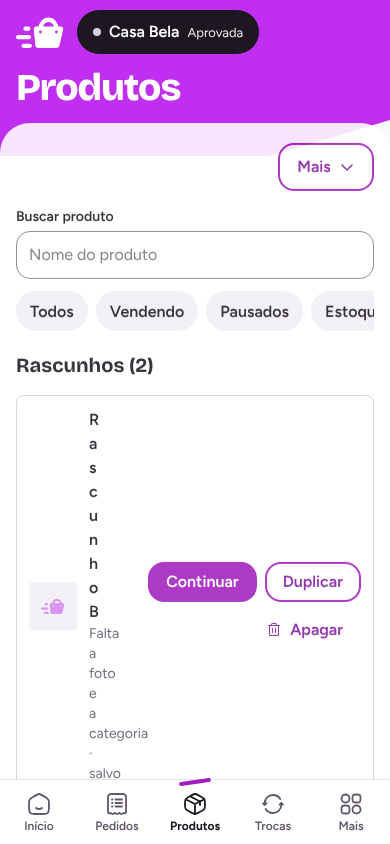 Casa Bela Aprovada
Produtos
Mais
Buscar produto
Nome do produto
Todos Vendendo Pausados Estoqu
Rascunhos (2)
R
a
s
c
u
n
h
o
B
Falta
a
foto
e
a
categoria
·
salvo
Continuar Duplicar
Apagar
Início Pedidos Produtos Trocas Mais